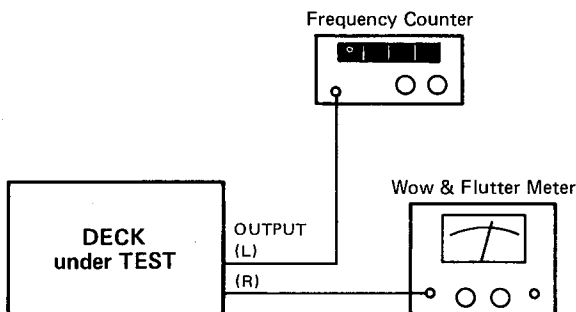 Frequency Counter
Wow & Flutter Meter
DECK
under TEST
OUTPUT
(L)
(R)